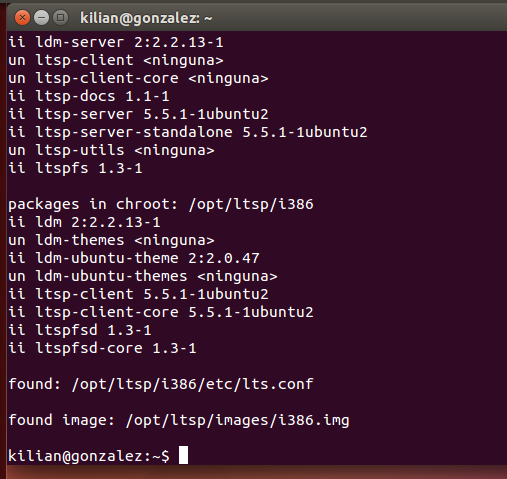 kilian@gonzalez: ~
ii ldm-server 2:2.2.13-1
un ltsp-client <ninguna>
un ltsp-client-core <ninguna>
ii ltsp-docs 1.1-1
ii ltsp-server 5.5.1-1ubuntu2
ii ltsp-server-standalone 5.5.1-1ubuntu2
un ltsp-utils <ninguna>
ii ltspfs 1.3-1
packages in chroot: /opt/ltsp/i386
ii ldm 2:2.2.13-1
un ldm-themes <ninguna>
ii ldm-ubuntu-theme 2:2.0.47
un ldm-ubuntu-themes <ninguna>
ii ltsp-client 5.5.1-1ubuntu2
ii ltsp-client-core 5.5.1-1ubuntu2
ii ltspfsd 1.3-1
ii ltspfsd-core 1.3-1
found: /opt/ltsp/i386/etc/lts.conf
found image: /opt/ltsp/images/i386.img
kilian@gonzalez:~$